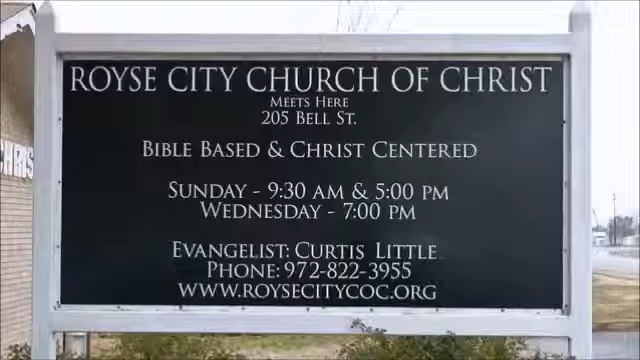 ROYSE CITY CHURCH OF CHRIST
MEETS HERE
205 BELL ST.
BIBLE BASED & CHRIST CENTERED
SUNDAY - 9:30 AM & 5:00 PM
WEDNESDAY - 7:00 PM
EVANGELIST: CURTIS LITTLE
PHONE: 972-822-3955
WWW.ROYSECITYCOC.ORG
CHRIS